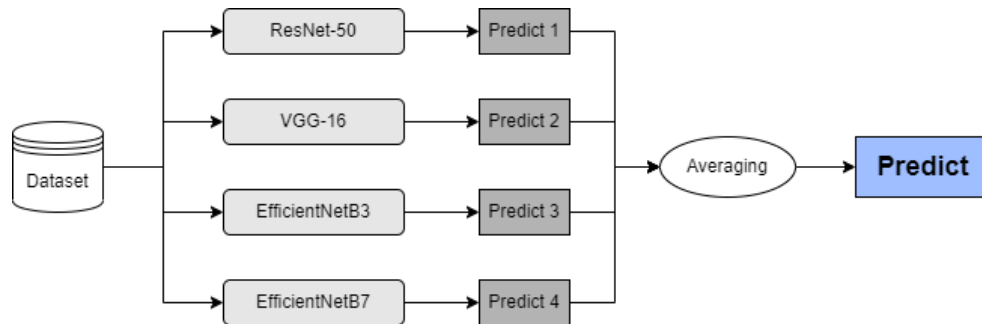 ResNet-50
Predict 1
VGG-16
Predict 2
Dataset
Averaging
Predict
EfficientNetB3
Predict 3
EfficientNetB7
Predict 4